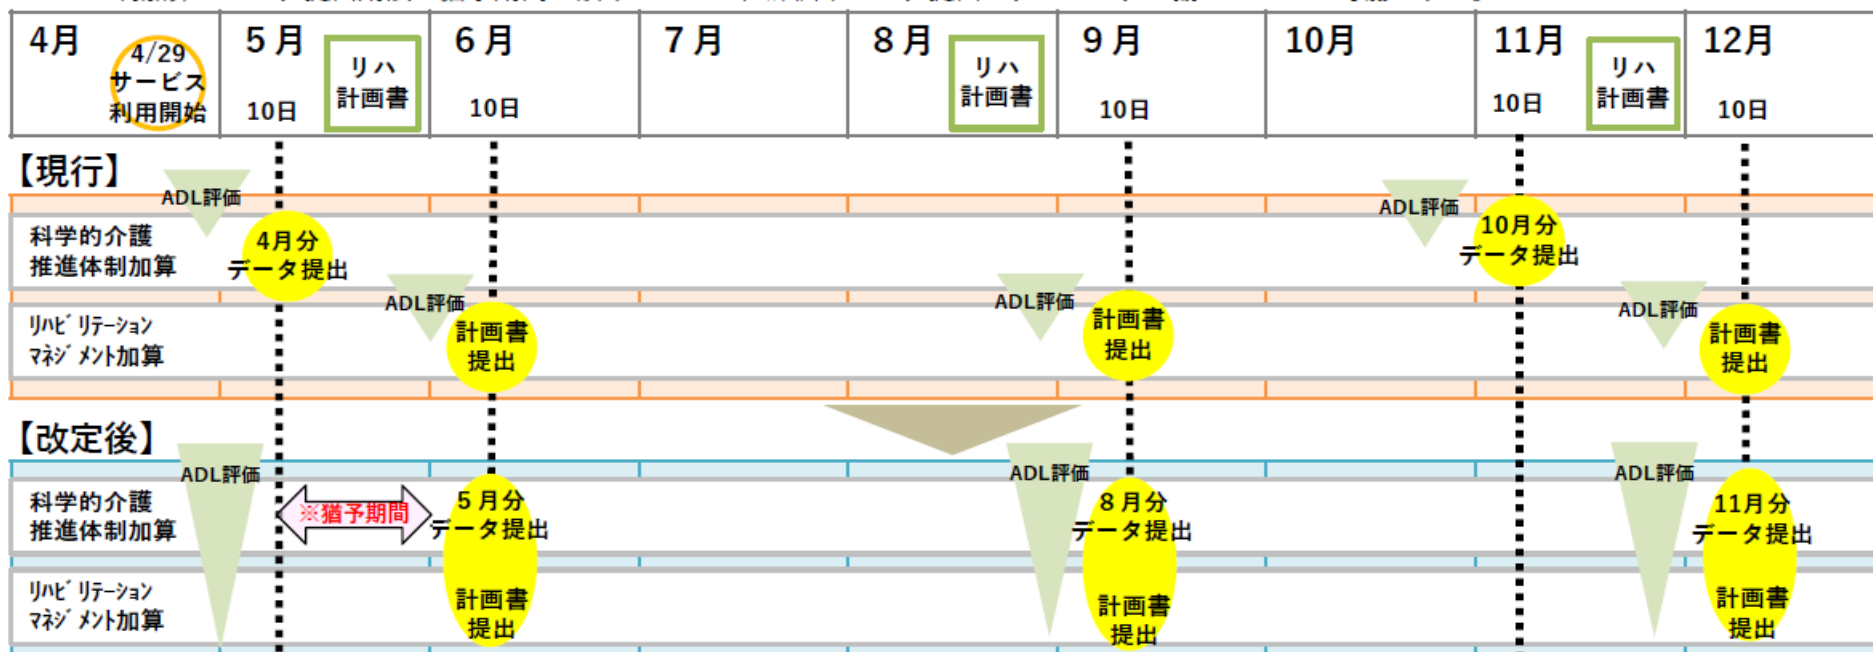 4月
4/29
サービス
利用開始
5月
10日
リハ
計画書
6月
10日
7月
8月
リハ
計画書
9月
10日
10月
11月
10日
リハ
計画書
12月
10日
【現行】
ADL評価
科学的介護
推進体制加算
4月分
データ提出
ADL評価
10月分
データ提出
リハビリテーション
マネジメント加算
ADL評価
計画書
提出
ADL評価
計画書
提出
ADL評価
計画書
提出
【改定後】
ADL評価
科学的介護
推進体制加算
※猶予期間
5月分
データ提出
ADL評価
8月分
データ提出
ADL評価
11月分
データ提出
リハビリテーション
マネジメント加算
計画書
提出
計画書
提出
計画書
提出